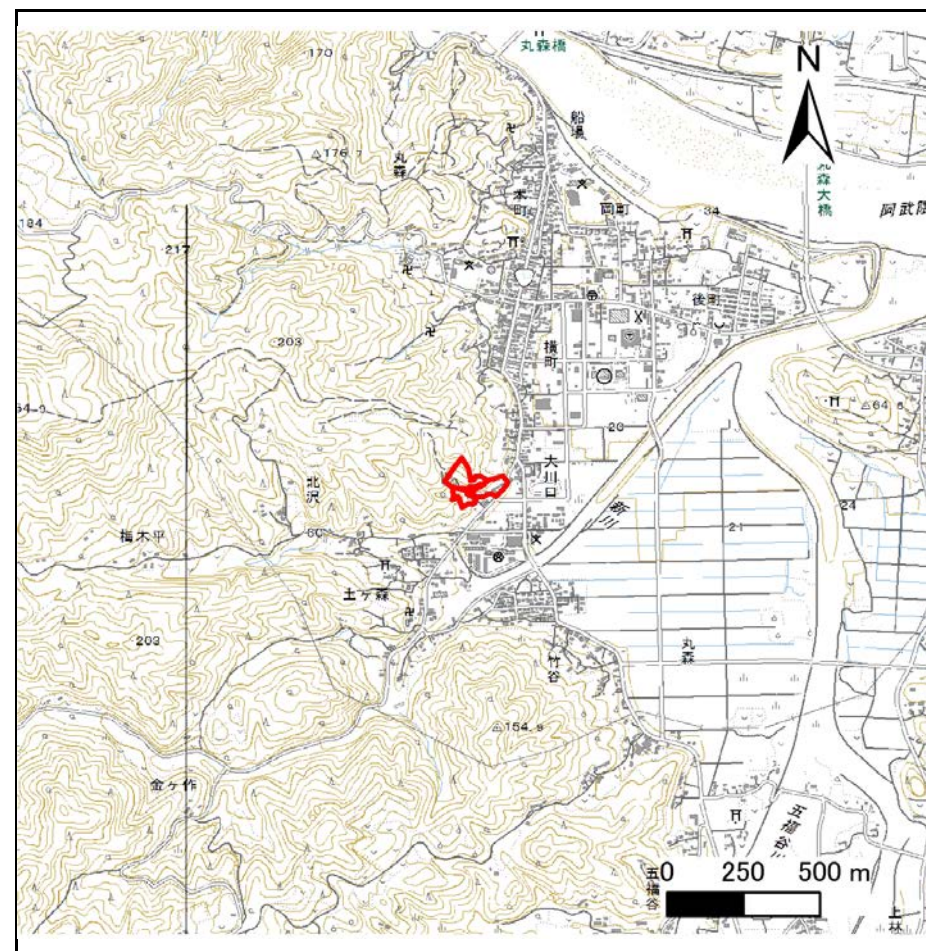 丸森橋
170
N
船場
176.7
丸森
本町
丸森大橋
岡町
34
阿武隈
184
217
後町
203
横町
64.6
20
大川口
北沢
新川
24
21
60
梅木平
土ヶ森
203
丸森
竹谷
154.9
金ヶ作
五福谷川
五福谷
0 250 500 m
上林